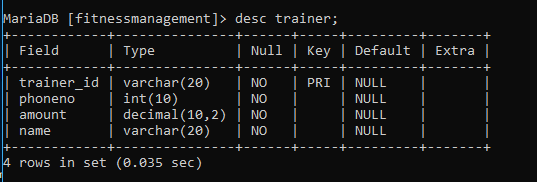 MariaDB [fitnessmanagement]> desc trainer;
+------------+---------------+------+-----+---------+-------+
| Field      | Type          | Null | Key | Default | Extra |
+------------+---------------+------+-----+---------+-------+
| trainer_id | varchar(20)   | NO   | PRI | NULL    |       |
| phoneno    | int(10)       | NO   |     | NULL    |       |
| amount     | decimal(10,2) | NO   |     | NULL    |       |
| name       | varchar(20)   | NO   |     | NULL    |       |
+------------+---------------+------+-----+---------+-------+
4 rows in set (0.035 sec)